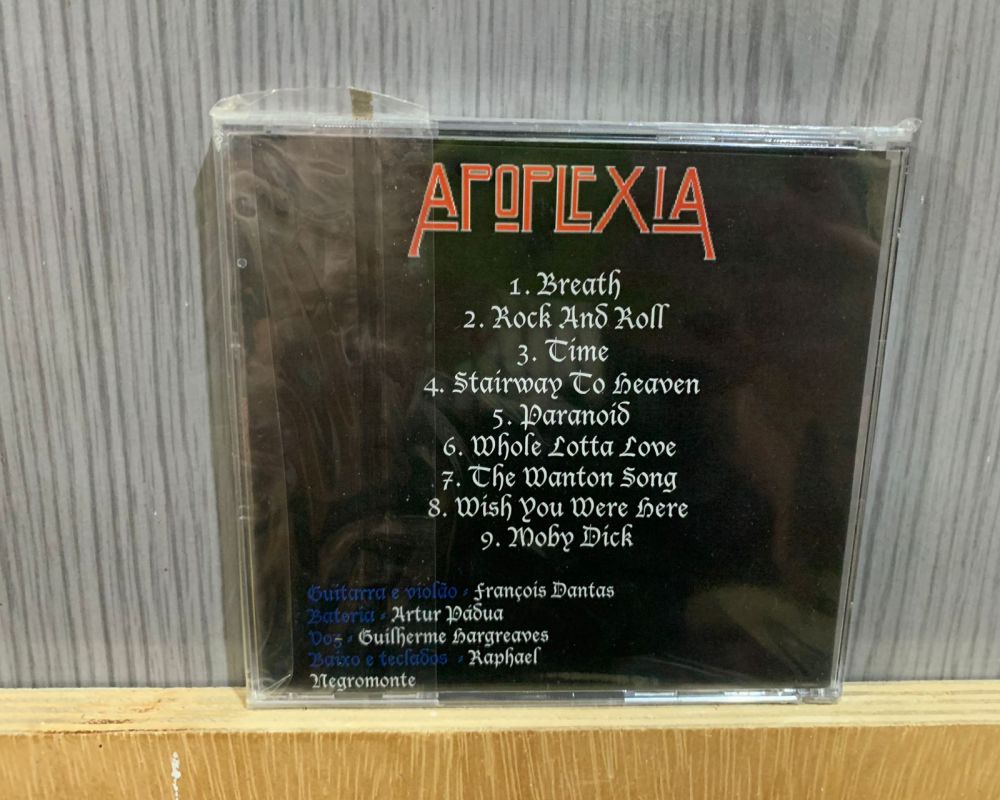 APOPLEXIA
1. Breath
2. Rock And Roll
3. Time
4. Stairway To Heaven
5. Paranoid
6. Whole Lotta Love
7. The Wanton Song
8. Wish You Were Here
9. Moby Dick
Guitarra e violão - François Dantas
Bateria - Artur Pádua
Voz - Guilherme Hargreaves
Baixo e teclados - Raphael
Negromonte